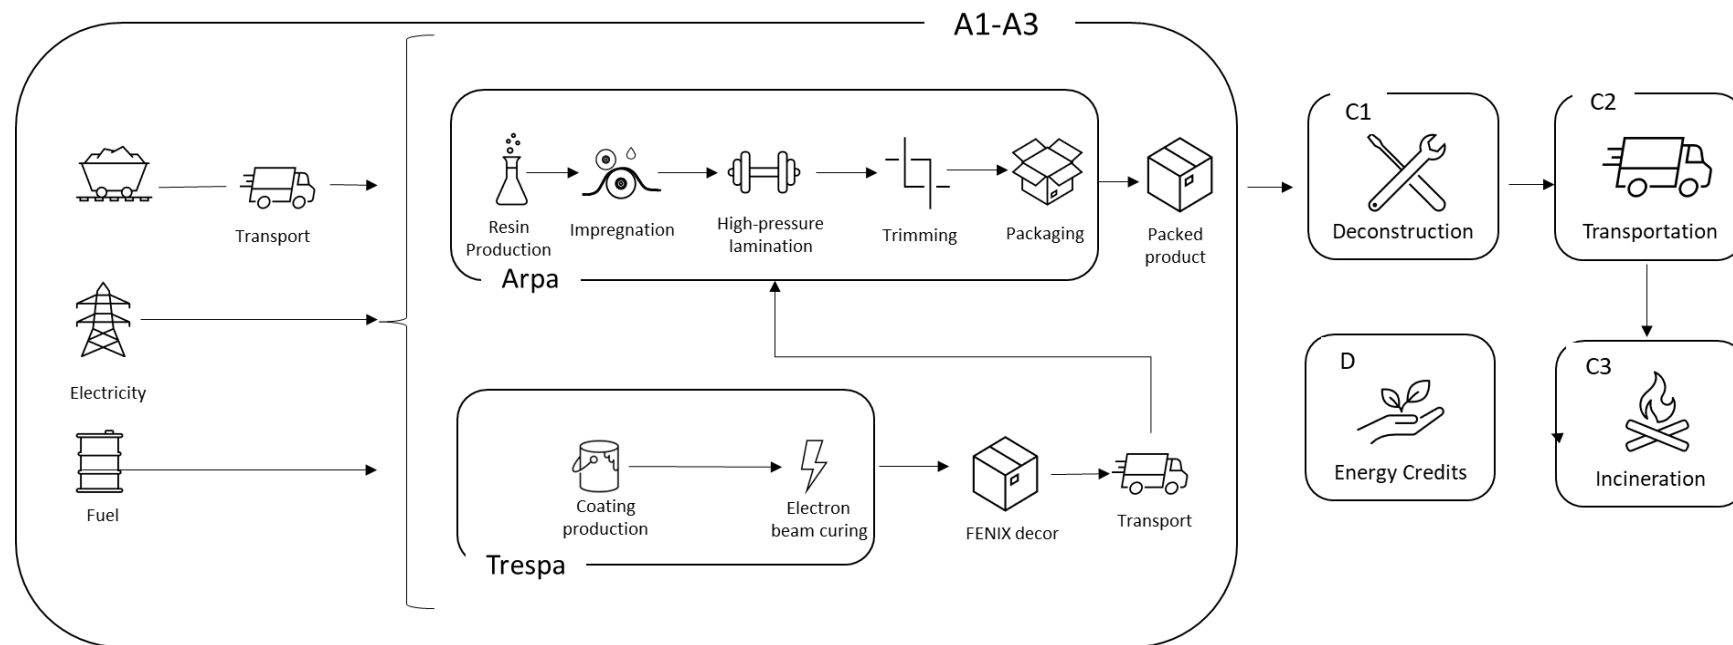 A1-A3
Transport
Electricity
Fuel
Resin
Production
Impregnation
High-pressure
lamination
Trimming
Packaging
Arpa
Packed
product
Coating
production
Electron
beam curing
Trespa
FENIX decor
Transport
C1
Deconstruction
C2
Transportation
D
Energy Credits
C3
Incineration